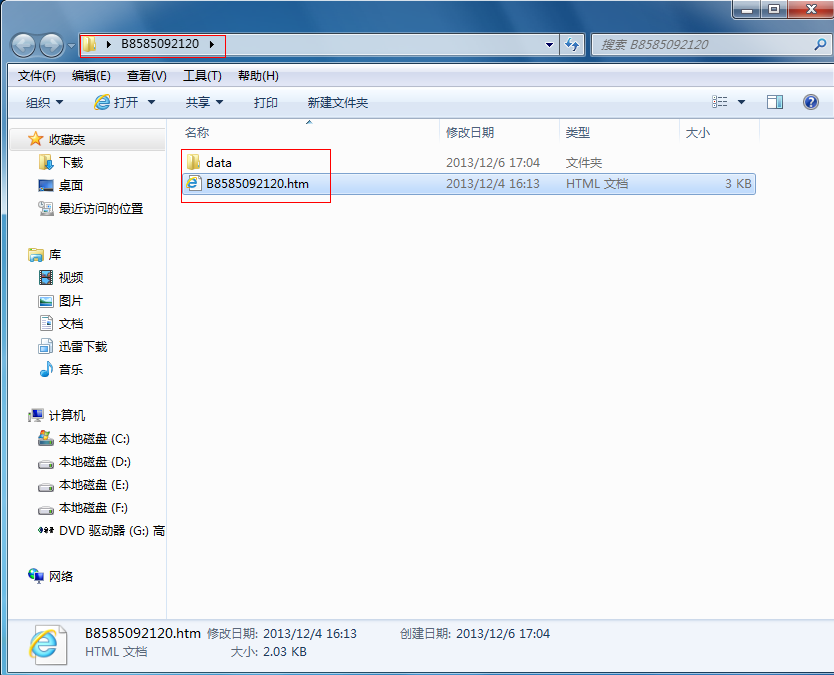 B8585092120
搜索 B8585092120
文件(F) 编辑(E) 查看(V) 工具(T) 帮助(H)
组织 打开 共享 打印 新建文件夹
名称 修改日期 类型 大小
data 2013/12/6 17:04 文件夹
B8585092120.htm 2013/12/4 16:13 HTML 文档 3 KB
收藏夹
下载
桌面
最近访问的位置
库
视频
图片
文档
迅雷下载
音乐
计算机
本地磁盘 (C:)
本地磁盘 (D:)
本地磁盘 (E:)
本地磁盘 (F:)
DVD 驱动器 (G:) 高
网络
B8585092120.htm 修改日期: 2013/12/4 16:13 创建日期: 2013/12/6 17:04
HTML 文档 大小: 2.03 KB